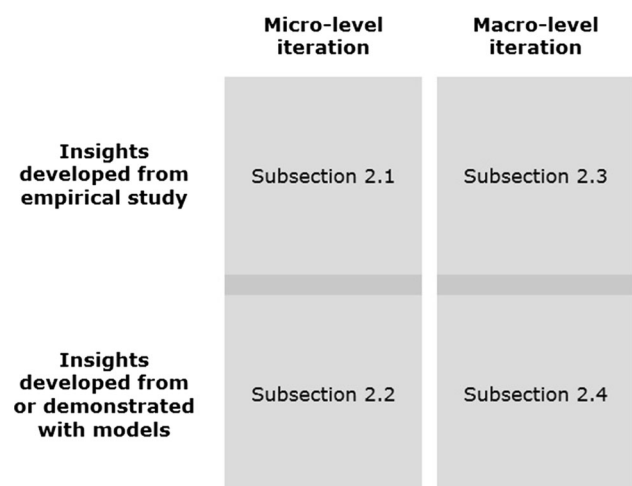 Micro-level
iteration
Macro-level
iteration
Insights
developed from
empirical study
Subsection 2.1
Subsection 2.3
Insights
developed from
or demonstrated
with models
Subsection 2.2
Subsection 2.4